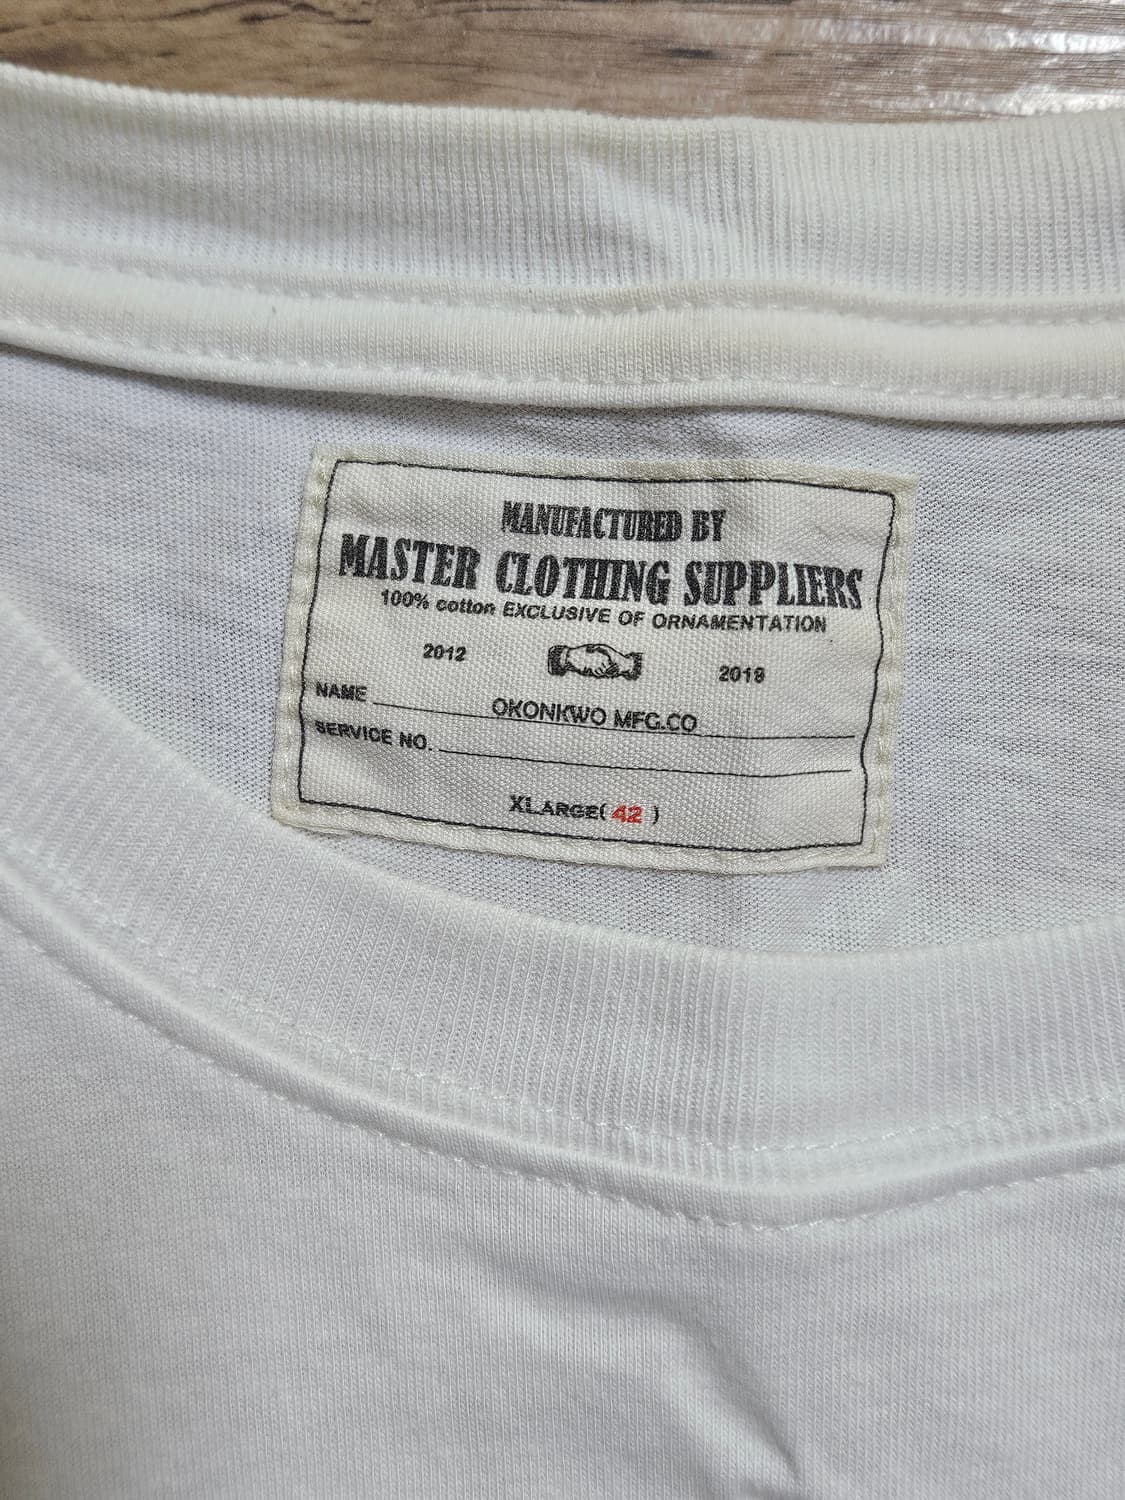 MANUFACTURED BY
MASTER CLOTHING SUPPLIERS
100% cotton EXCLUSIVE OF ORNAMENTATION
2012 2018
NAME OKONKWO MFG.CO
SERVICE NO.
XLARGE( 42 )